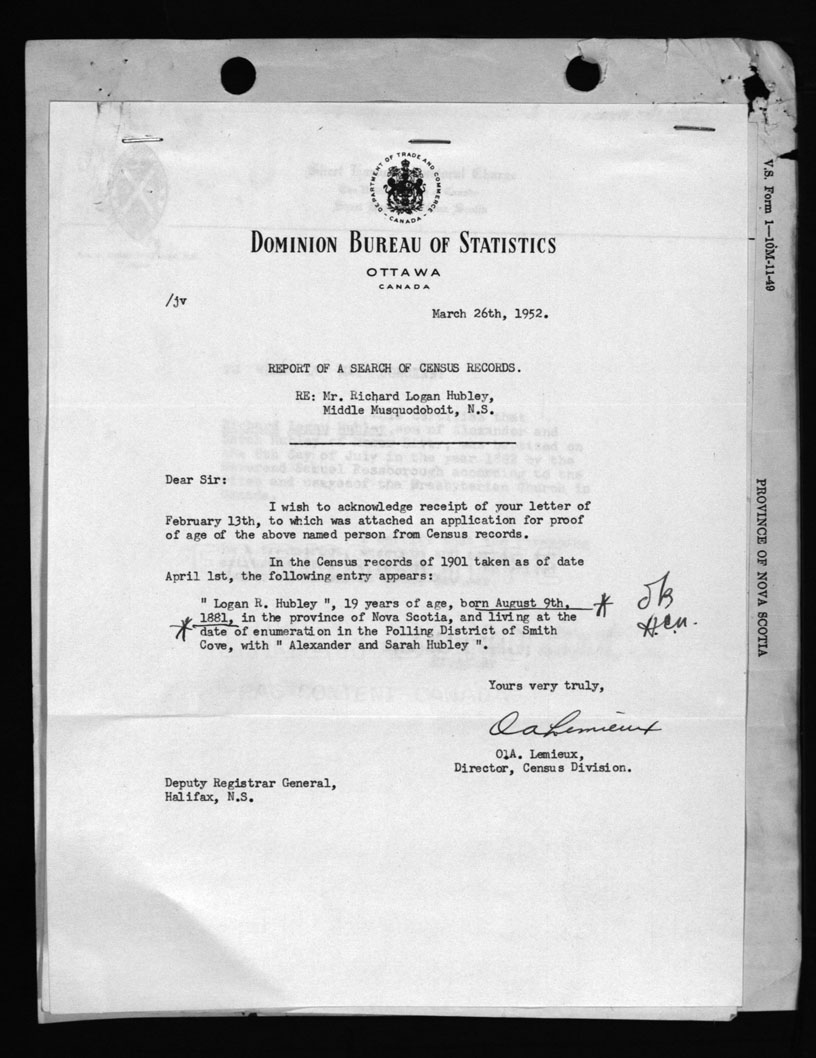 DEPARTMENT OF TRADE AND COMMERCE
- CANADA -
DOMINION BUREAU OF STATISTICS
OTTAWA
CANADA
/jv
March 26th, 1952.
REPORT OF A SEARCH OF CENSUS RECORDS.
RE: Mr. Richard Logan Hubley,
Middle Musquodoboit, N.S.
Dear Sir:
I wish to acknowledge receipt of your letter of
February 13th, to which was attached an application for proof
of age of the above named person from Census records.
In the Census records of 1901 taken as of date
April 1st, the following entry appears:
" Logan R. Hubley ", 19 years of age, born August 9th, *
* 1881, in the province of Nova Scotia, and living at the
date of enumeration in the Polling District of Smith
Cove, with " Alexander and Sarah Hubley ".
OK
H.C.M.
Yours very truly,
O A Lemieux
O.A. Lemieux,
Director, Census Division.
Deputy Registrar General,
Halifax, N.S.
V.S. Form 1—10M-11-49
PROVINCE OF NOVA SCOTIA